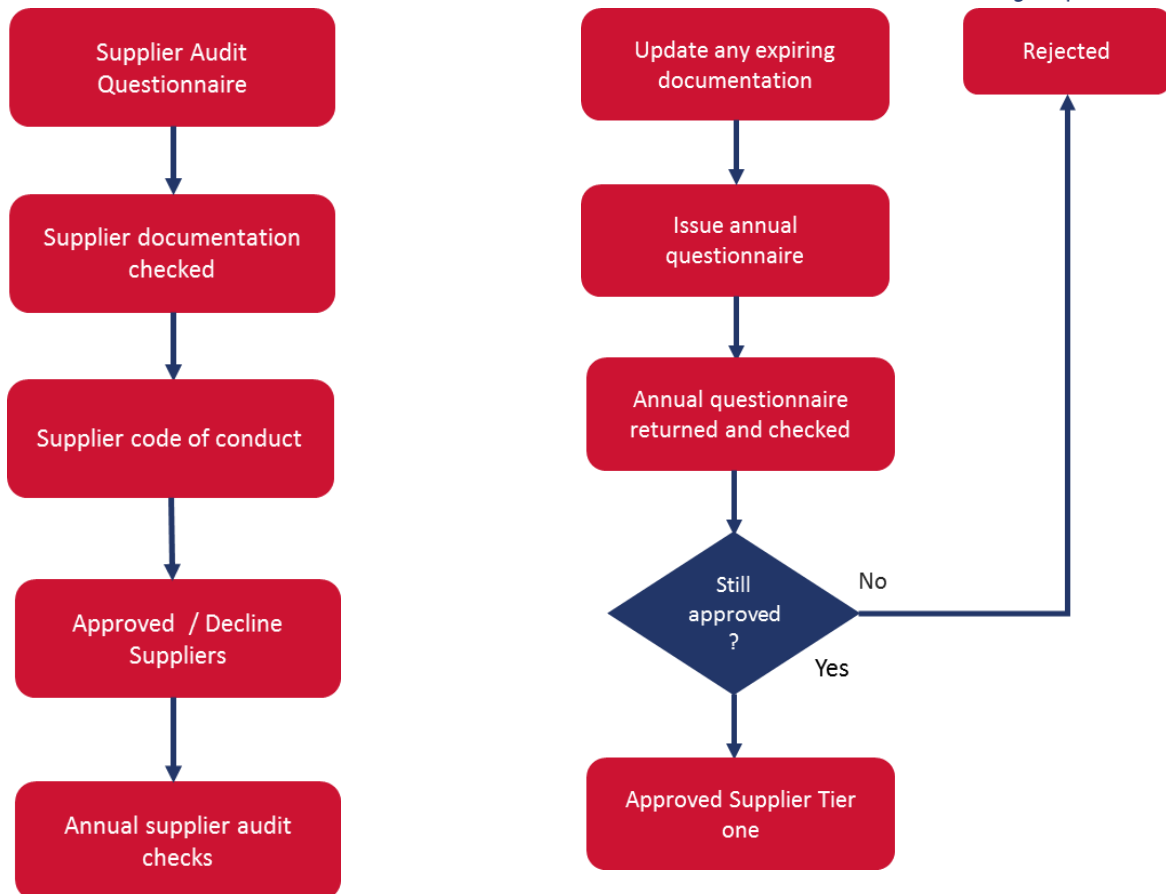 Supplier Audit
Questionnaire
Supplier documentation
checked
Supplier code of conduct
Approved / Decline
Suppliers
Annual supplier audit
checks
Update any expiring
documentation
Issue annual
questionnaire
Annual questionnaire
returned and checked
Still
approved
?
No
Yes
Approved Supplier Tier
one
Rejected